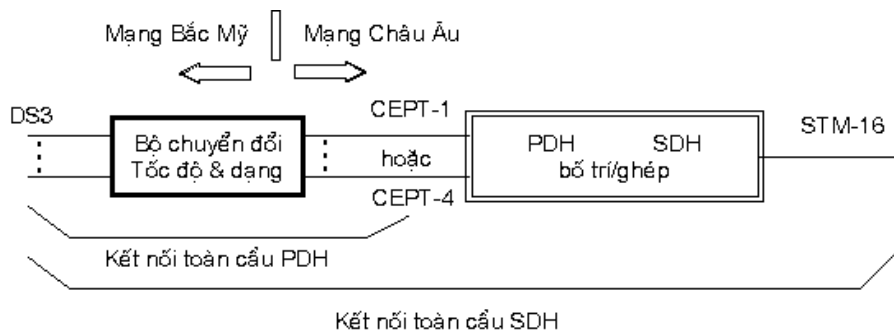 Mạng Bắc Mỹ
Mạng Châu Âu
DS3
CEPT-1
STM-16
Bộ chuyển đổi
Tốc độ & dạng
hoặc
PDH SDH
bố trí/ghép
CEPT-4
Kết nối toàn cầu PDH
Kết nối toàn cầu SDH